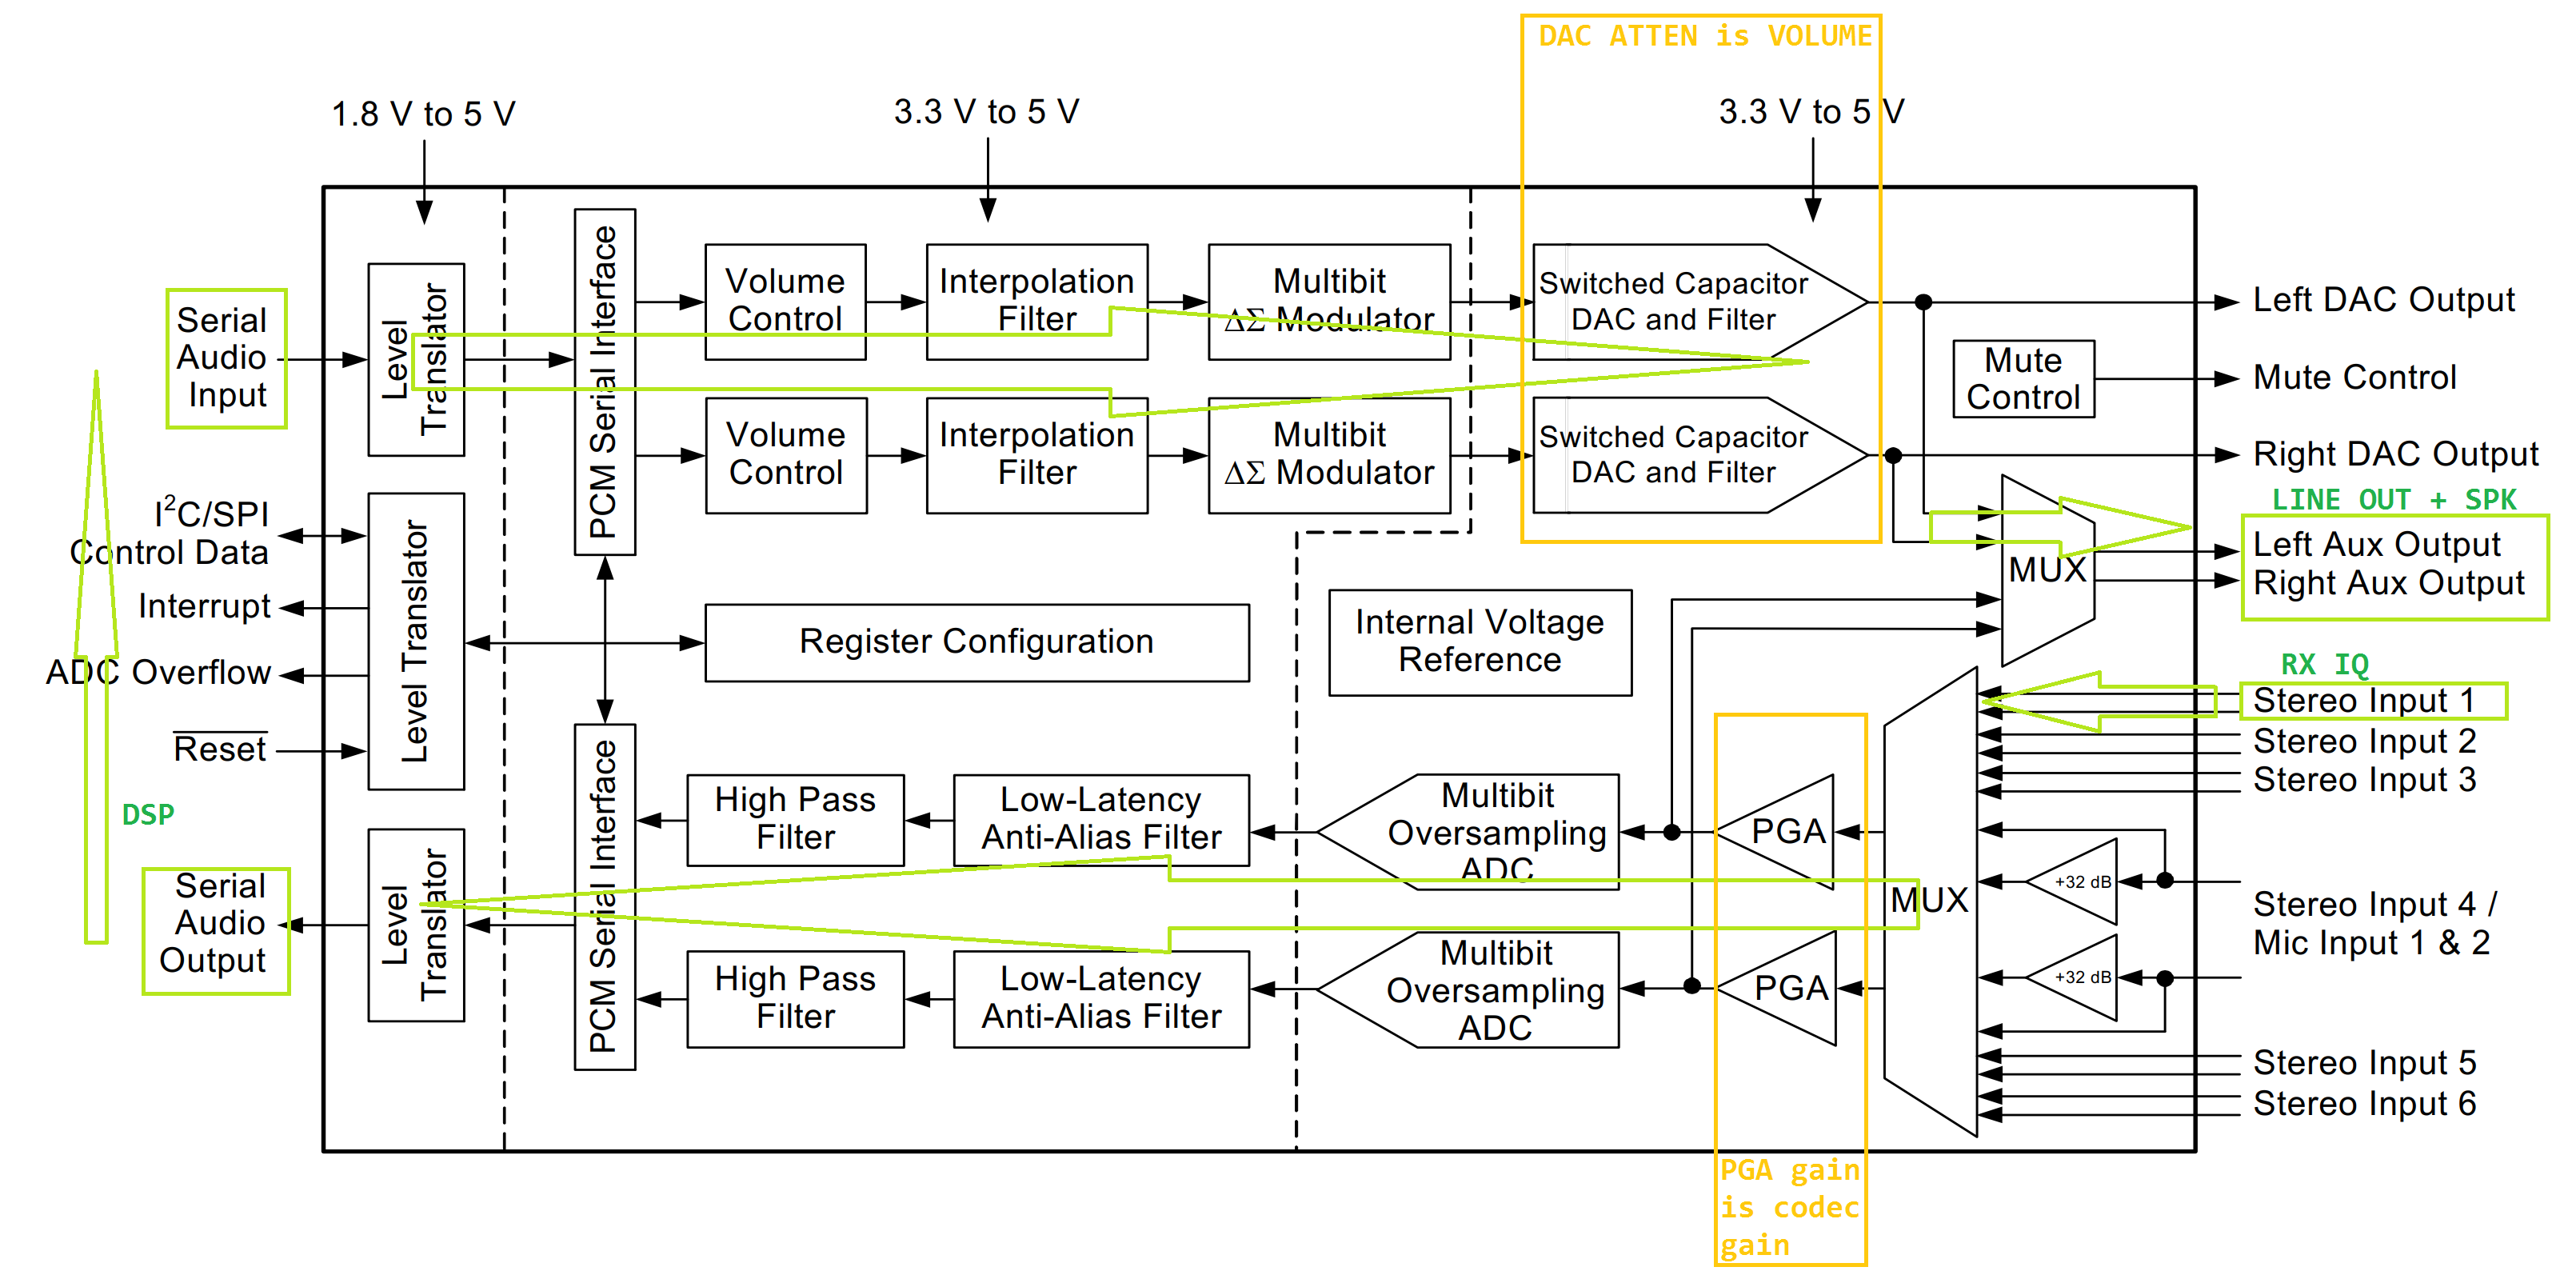 DAC ATTEN is VOLUME
1.8 V to 5 V
3.3 V to 5 V
3.3 V to 5 V
Serial
Audio
Input
Level
Translator
PCM Serial Interface
Volume
Control
Interpolation
Filter
Multibit
ΔΣ Modulator
Switched Capacitor
DAC and Filter
Left DAC Output
Mute
Control
Mute Control
Volume
Control
Interpolation
Filter
Multibit
ΔΣ Modulator
Switched Capacitor
DAC and Filter
Right DAC Output
LINE OUT + SPK
Left Aux Output
Right Aux Output
MUX
I²C/SPI
Control Data
Interrupt
ADC Overflow
Reset
Level Translator
Register Configuration
Internal Voltage
Reference
RX IQ
Stereo Input 1
Stereo Input 2
Stereo Input 3
DSP
Serial
Audio
Output
Level
Translator
PCM Serial Interface
High Pass
Filter
Low-Latency
Anti-Alias Filter
Multibit
Oversampling
ADC
PGA
MUX
+32 dB
+32 dB
Stereo Input 4 /
Mic Input 1 & 2
High Pass
Filter
Low-Latency
Anti-Alias Filter
Multibit
Oversampling
ADC
PGA
Stereo Input 5
Stereo Input 6
PGA gain
is codec
gain